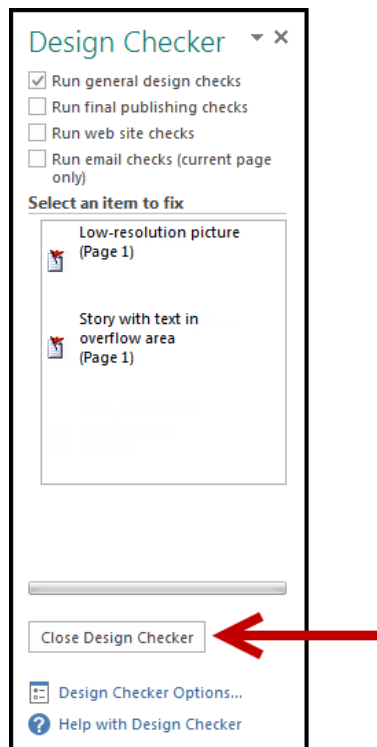 Design Checker
Run general design checks
Run final publishing checks
Run web site checks
Run email checks (current page
only)
Select an item to fix
Low-resolution picture
(Page 1)
Story with text in
overflow area
(Page 1)
Close Design Checker
Design Checker Options...
Help with Design Checker